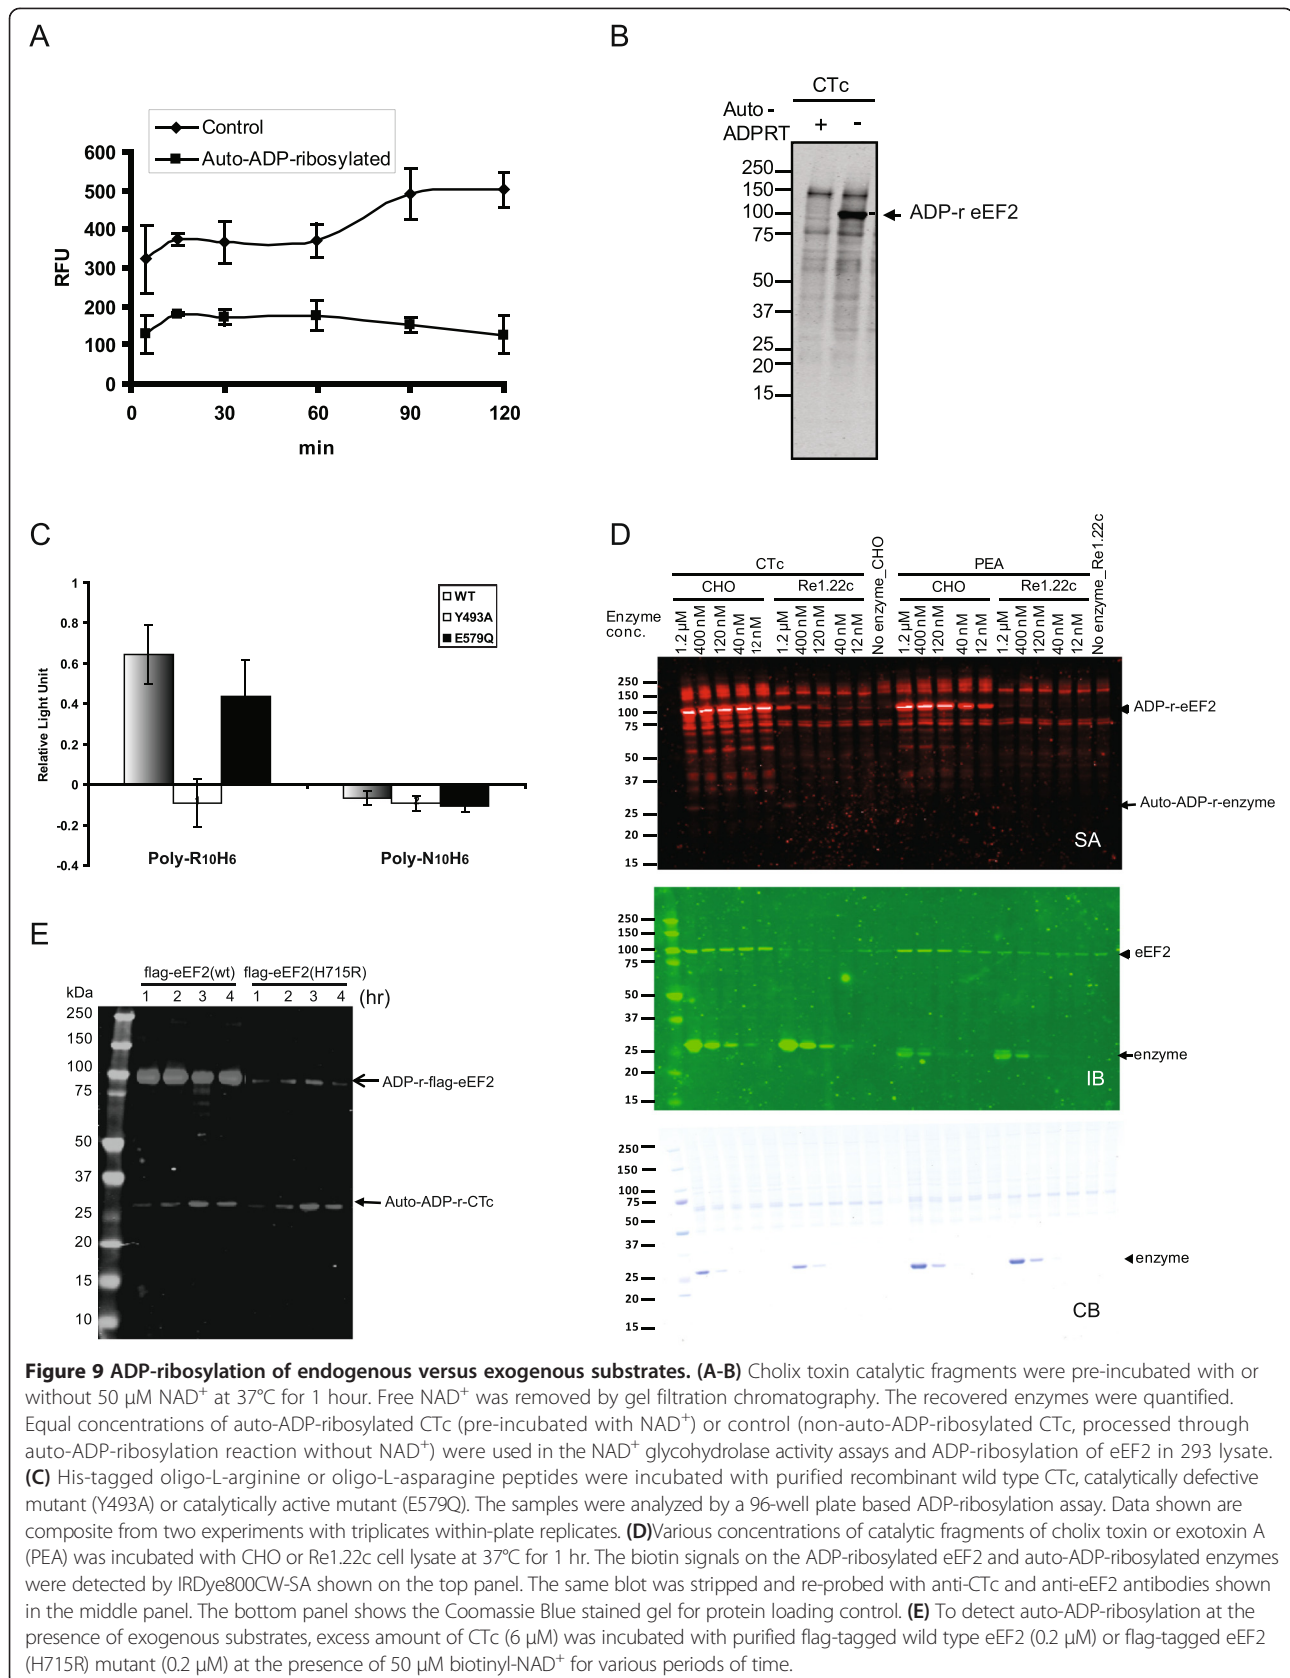 A
Control
Auto-ADP-ribosylated
600
500
400
300
200
100
0
RFU
0 30 60 90 120
min
B
CTc
Auto-
ADPRT + -
250
150
100
75
50
37
25
20
15
ADP-r eEF2
C
1
0.8
0.6
0.4
0.2
0
-0.2
-0.4
Relative Light Unit
WT
Y493A
E579Q
Poly-R10H6 Poly-N10H6
D
CTc PEA
CHO Re1.22c CHO Re1.22c
Enzyme
conc.
1.2 µM 400 nM 120 nM 40 nM 12 nM 1.2 µM 400 nM 120 nM 40 nM 12 nM No enzyme_CHO 1.2 µM 400 nM 120 nM 40 nM 12 nM 1.2 µM 400 nM 120 nM 40 nM 12 nM No enzyme_Re1.22c
250
150
100
75
50
37
25
20
15
ADP-r-eEF2
Auto-ADP-r-enzyme
SA
250
150
100
75
50
37
25
20
15
eEF2
enzyme
IB
250
150
100
75
50
37
25
20
15
enzyme
CB
E
flag-eEF2(wt) flag-eEF2(H715R)
kDa 1 2 3 4 1 2 3 4 (hr)
250
150
100
75
50
37
25
20
15
10
ADP-r-flag-eEF2
Auto-ADP-r-CTc
Figure 9 ADP-ribosylation of endogenous versus exogenous substrates. (A-B) Cholix toxin catalytic fragments were pre-incubated with or
without 50 µM NAD+ at 37°C for 1 hour. Free NAD+ was removed by gel filtration chromatography. The recovered enzymes were quantified.
Equal concentrations of auto-ADP-ribosylated CTc (pre-incubated with NAD+) or control (non-auto-ADP-ribosylated CTc, processed through
auto-ADP-ribosylation reaction without NAD+) were used in the NAD+ glycohydrolase activity assays and ADP-ribosylation of eEF2 in 293 lysate.
(C) His-tagged oligo-L-arginine or oligo-L-asparagine peptides were incubated with purified recombinant wild type CTc, catalytically defective
mutant (Y493A) or catalytically active mutant (E579Q). The samples were analyzed by a 96-well plate based ADP-ribosylation assay. Data shown are
composite from two experiments with triplicates within-plate replicates. (D)Various concentrations of catalytic fragments of cholix toxin or exotoxin A
(PEA) was incubated with CHO or Re1.22c cell lysate at 37°C for 1 hr. The biotin signals on the ADP-ribosylated eEF2 and auto-ADP-ribosylated enzymes
were detected by IRDye800CW-SA shown on the top panel. The same blot was stripped and re-probed with anti-CTc and anti-eEF2 antibodies shown
in the middle panel. The bottom panel shows the Coomassie Blue stained gel for protein loading control. (E) To detect auto-ADP-ribosylation at the
presence of exogenous substrates, excess amount of CTc (6 µM) was incubated with purified flag-tagged wild type eEF2 (0.2 µM) or flag-tagged eEF2
(H715R) mutant (0.2 µM) at the presence of 50 µM biotinyl-NAD+ for various periods of time.